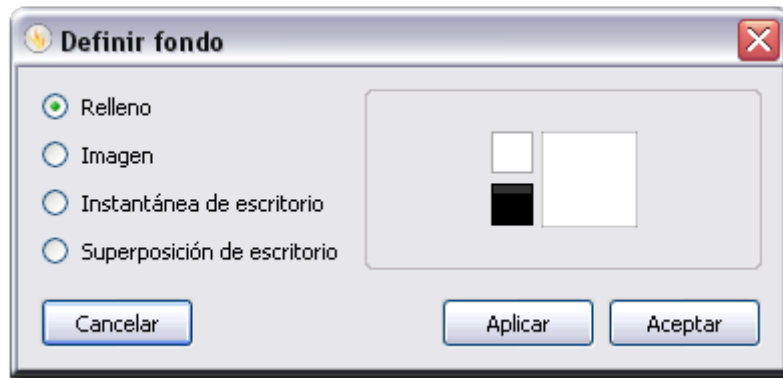 Definir fondo
Relleno
Imagen
Instantánea de escritorio
Superposición de escritorio
Cancelar
Aplicar
Aceptar